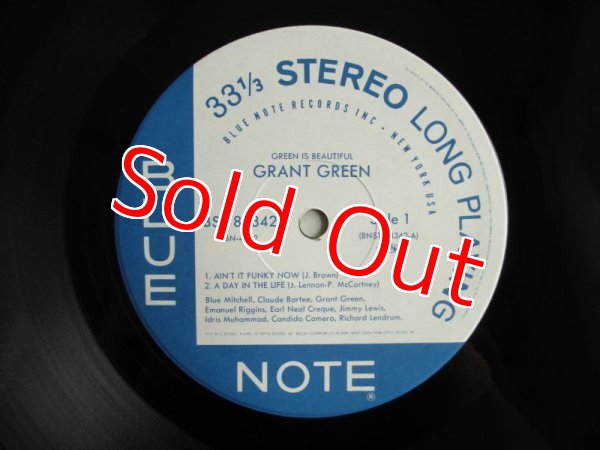 33⅓ STEREO LONG PLAYING
BLUE NOTE RECORDS INC · NEW YORK USA
GREEN IS BEAUTIFUL
GRANT GREEN
Side 1
1. AIN'T IT FUNKY NOW (J. Brown)
2. A DAY IN THE LIFE (J. Lennon-P. McCortney)
Blue Mitchell, Claude Bartee, Grant Green,
Emanuel Riggins, Earl Neal Creque, Jimmy Lewis,
Idris Muhammad, Candido Camero, Richard Lendrum.
BLUE
NOTE ®
Sold Out